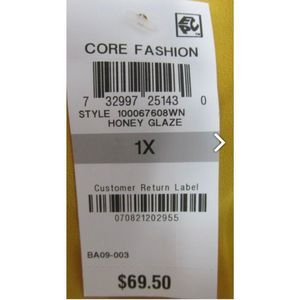 CORE FASHION
7 32997 25143 0
STYLE 100067608WN
HONEY GLAZE
1X
Customer Return Label
070821202955
BA09-003
$69.50